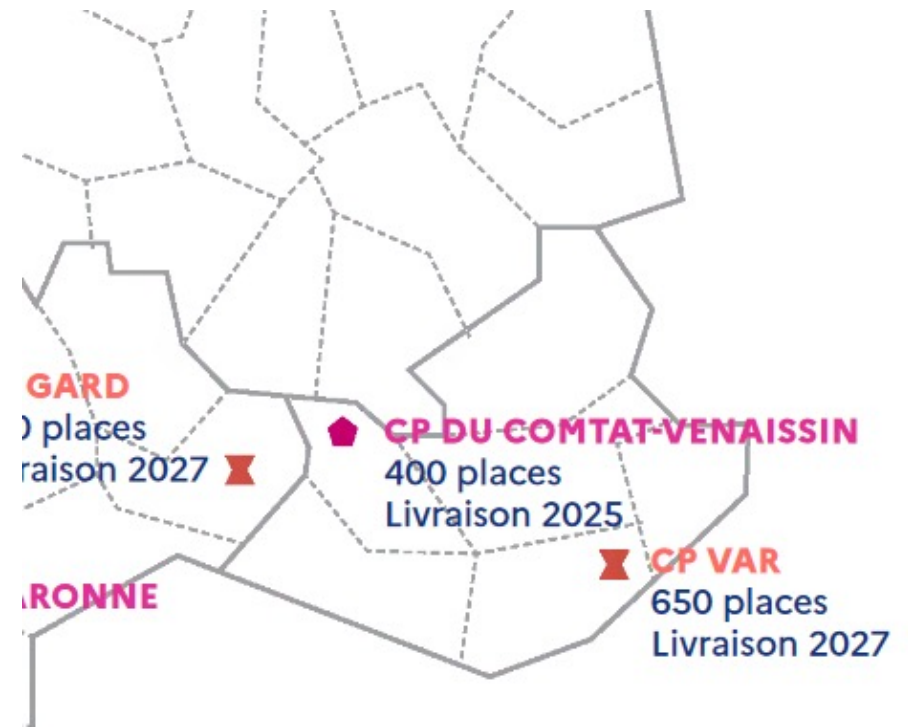 GARD
0 places
raison 2027
CP DU COMTAT-VENAISSIN
400 places
Livraison 2025
CP VAR
650 places
Livraison 2027
ARONNE